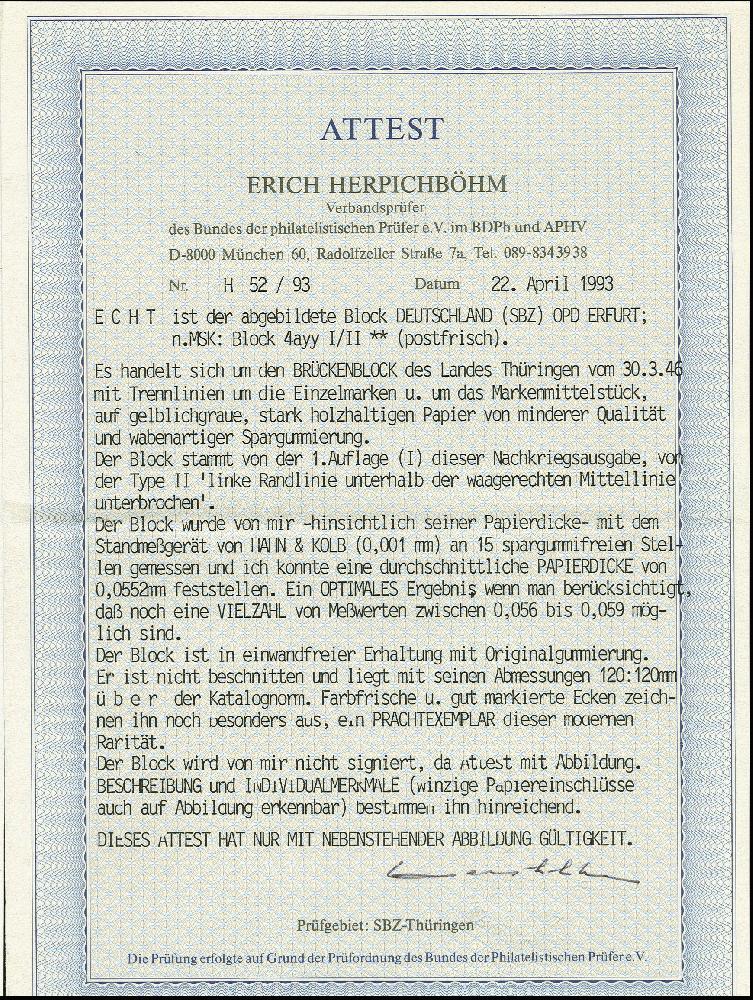 ATTEST
ERICH HERPICHBÖHM
Verbandsprüfer
des Bundes der philatelistischen Prüfer e.V. im BDPh und APHV
D-8000 München 60, Radolfzeller Straße 7a, Tel. 089-8343938
Nr. H 52 / 93 Datum 22. April 1993
E C H T ist der abgebildete Block DEUTSCHLAND (SBZ) OPD ERFURT;
n.MSK: Block 4ayy I/II ** (postfrisch).
Es handelt sich um den BRÜCKENBLOCK des Landes Thüringen vom 30.3.46
mit Trennlinien um die Einzelmarken u. um das Markenmittelstück,
auf gelblichgraue, stark holzhaltigen Papier von minderer Qualität
und wabenartiger Spargummierung.
Der Block stammt von der 1.Auflage (I) dieser Nachkriegsausgabe, von
der Type II 'linke Randlinie unterhalb der waagerechten Mittellinie
unterbrochen'.
Der Block wurde von mir -hinsichtlich seiner Papierdicke- mit dem
Standmeßgerät von HAHN & KOLB (0,001 mm) an 15 spargummifreien Stel-
len gemessen und ich konnte eine durchschnittliche PAPIERDICKE von
0,0552mm feststellen. Ein OPTIMALES Ergebnis wenn man berücksichtigt,
daß noch eine VIELZAHL von Meßwerten zwischen 0,056 bis 0,059 mög-
lich sind.
Der Block ist in einwandfreier Erhaltung mit Originalgummierung.
Er ist nicht beschnitten und liegt mit seinen Abmessungen 120:120mm
ü b e r der Katalognorm. Farbfrische u. gut markierte Ecken zeich-
nen ihn noch besonders aus, ein PRACHTEXEMPLAR dieser modernen
Rarität.
Der Block wird von mir nicht signiert, da Attest mit Abbildung.
BESCHREIBUNG und INDIVIDUALMERKMALE (winzige Papiereinschlüsse
auch auf Abbildung erkennbar) bestimmen ihn hinreichend.
DIESES ATTEST HAT NUR MIT NEBENSTEHENDER ABBILDUNG GÜLTIGKEIT.
Prüfgebiet: SBZ-Thüringen
Die Prüfung erfolgte auf Grund der Prüfordnung des Bundes der Philatelistischen Prüfer e.V.